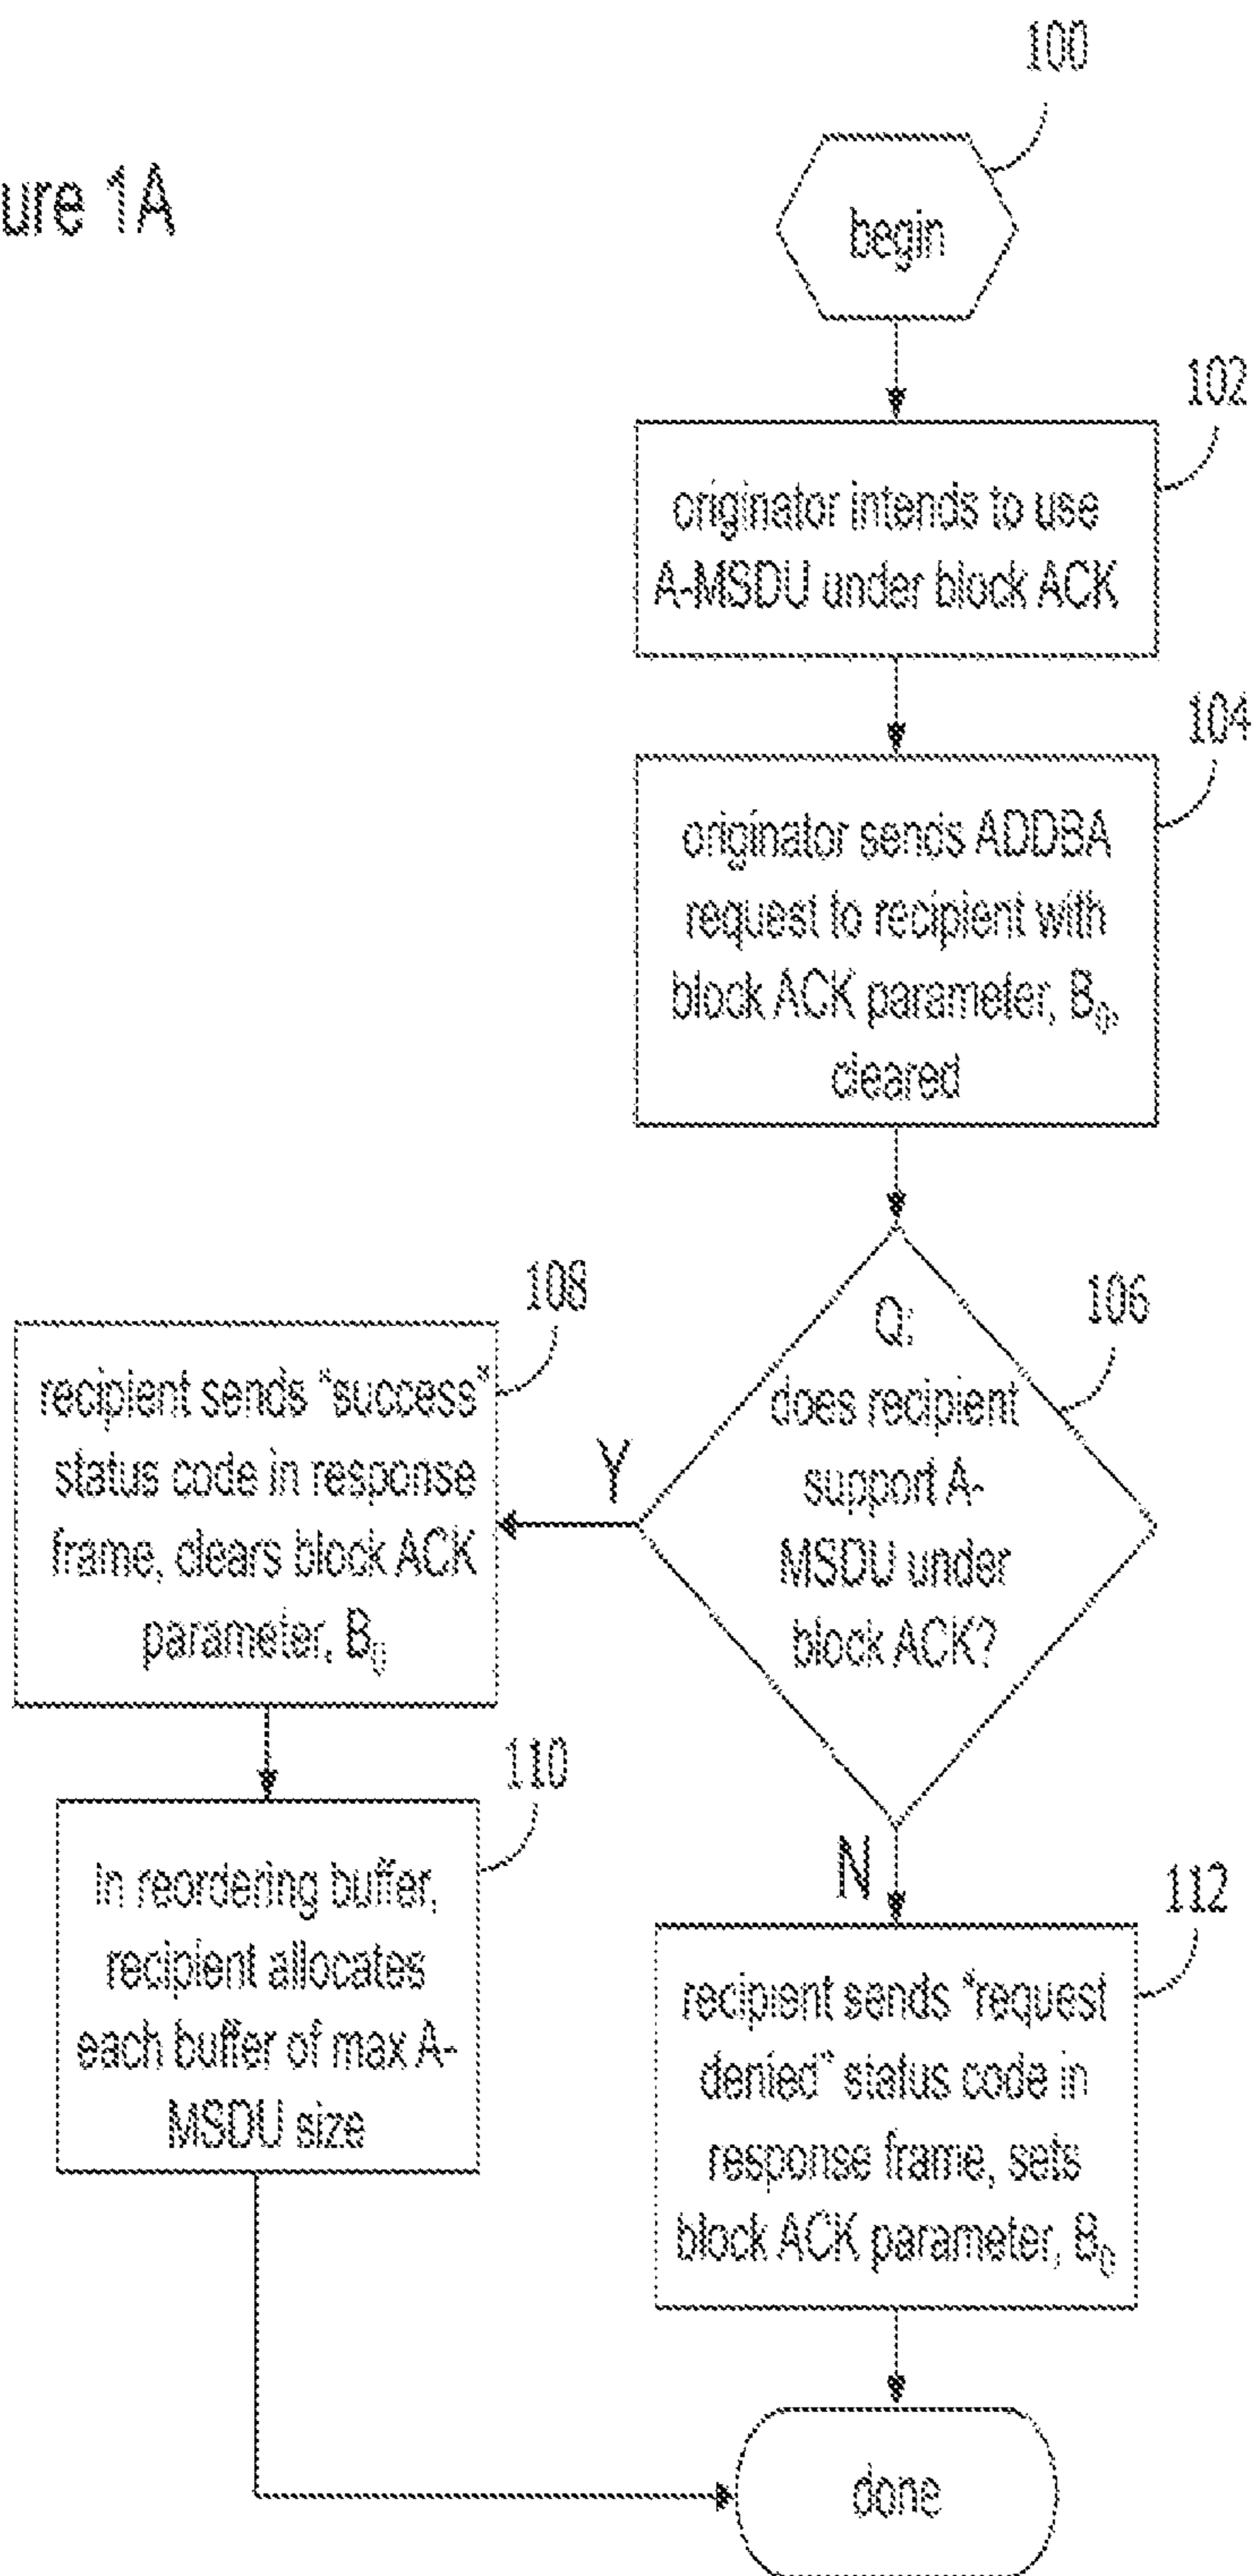 100
ure 1A
begin
102
originator intends to use
A-MSDU under block ACK
104
originator sends ADDBA
request to recipient with
block ACK parameter, B₀,
cleared
106
Q:
does recipient
support A-
MSDU under
block ACK?
Y
108
recipient sends "success"
status code in response
frame, clears block ACK
parameter, B₀
110
in reordering buffer,
recipient allocates
each buffer of max A-
MSDU size
N
112
recipient sends "request
denied" status code in
response frame, sets
block ACK parameter, B₀
done